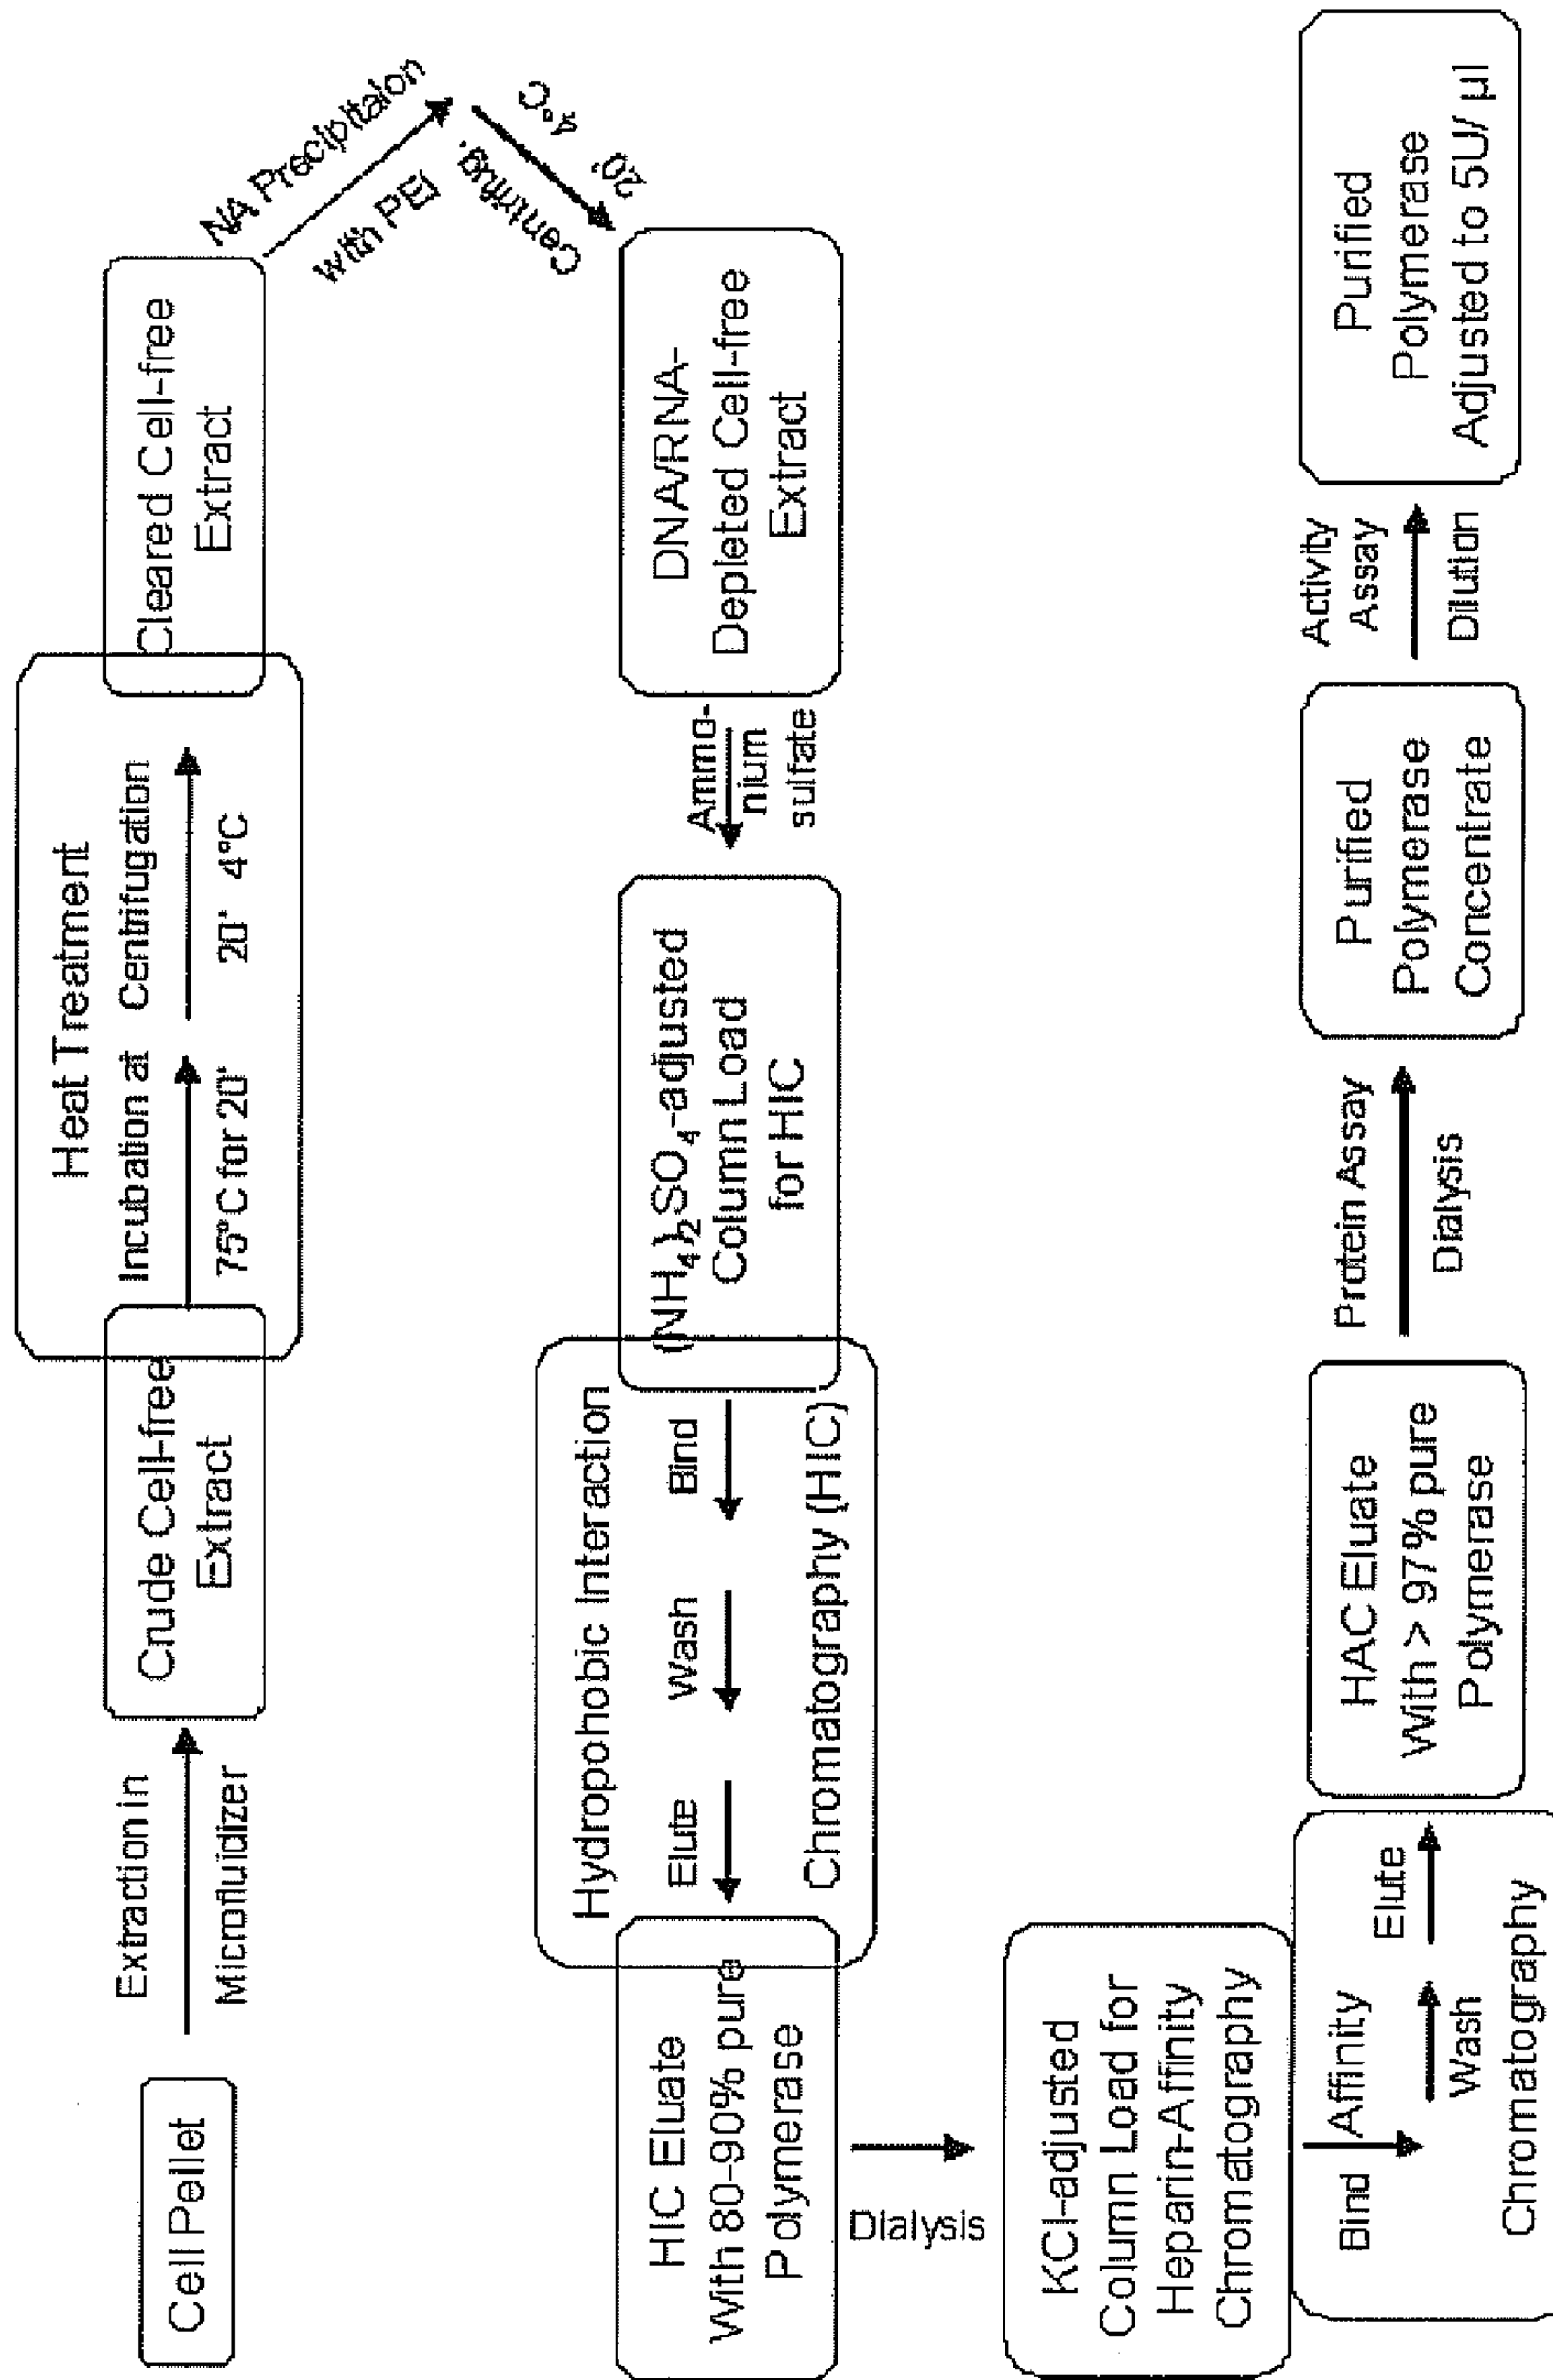 Cell Pellet
Extraction in
Microfluidizer
Crude Cell-free
Extract
Heat Treatment
Incubation at
75°C for 20'
Centrifugation
20' 4°C
Cleared Cell-free
Extract
NA Precipitaion
with PEI
Centrifug.
20' 4°C
DNA/RNA-
Depleted Cell-free
Extract
Ammo-
nium
sulfate
(NH₄)₂SO₄-adjusted
Column Load
for HIC
Hydropohobic Interaction
Bind
Wash
Elute
Chromatography (HIC)
HIC Eluate
With 80-90% pure
Polymerase
Dialysis
KCl-adjusted
Column Load for
Heparin-Affinity
Chromatography
Affinity
Bind
Wash
Elute
Chromatography
HAC Eluate
With > 97% pure
Polymerase
Protein Assay
Dialysis
Purified
Polymerase
Concentrate
Activity
Assay
Dilution
Purified
Polymerase
Adjusted to 5U/ µl